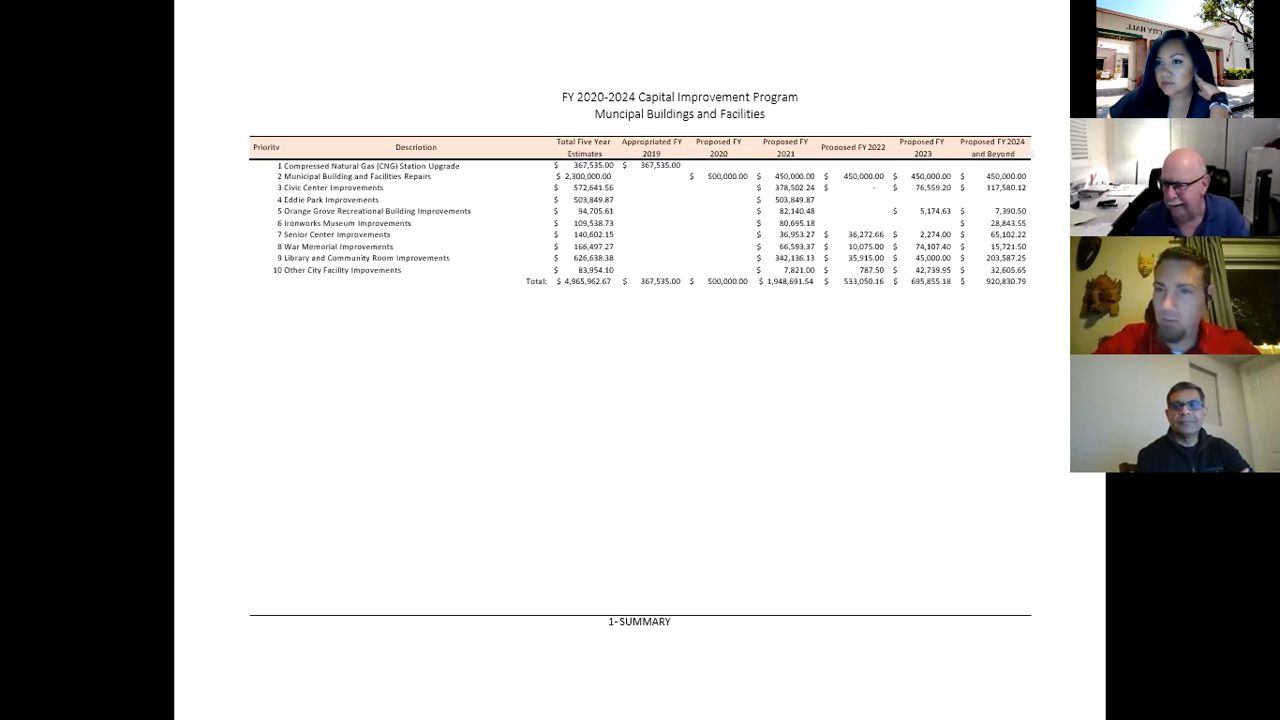 CITY HALL
FY 2020-2024 Capital Improvement Program
Muncipal Buildings and Facilities
Priority Description Total Five Year Estimates Appropriated FY 2019 Proposed FY 2020 Proposed FY 2021 Proposed FY 2022 Proposed FY 2023 Proposed FY 2024 and Beyond
1 Compressed Natural Gas (CNG) Station Upgrade $ 367,535.00 $ 367,535.00
2 Municipal Building and Facilities Repairs $ 2,300,000.00 $ 500,000.00 $ 450,000.00 $ 450,000.00 $ 450,000.00 $ 450,000.00
3 Civic Center Improvements $ 572,641.56 $ 378,502.24 $ - $ 76,559.20 $ 117,580.12
4 Eddie Park Improvements $ 503,849.87 $ 503,849.87
5 Orange Grove Recreational Building Improvements $ 94,705.61 $ 82,140.48 $ 5,174.63 $ 7,390.50
6 Ironworks Museum Improvements $ 109,538.73 $ 80,695.18 $ 28,843.55
7 Senior Center Improvements $ 140,602.15 $ 36,953.27 $ 36,272.66 $ 2,274.00 $ 65,102.22
8 War Memorial Improvements $ 166,497.27 $ 66,593.37 $ 10,075.00 $ 74,107.40 $ 15,721.50
9 Library and Community Room Improvements $ 626,638.38 $ 342,136.13 $ 35,915.00 $ 45,000.00 $ 203,587.25
10 Other City Facility Impovements $ 83,954.10 $ 7,821.00 $ 787.50 $ 42,739.95 $ 32,605.65
Total: $ 4,965,962.67 $ 367,535.00 $ 500,000.00 $ 1,948,691.54 $ 533,050.16 $ 695,855.18 $ 920,830.79
1- SUMMARY